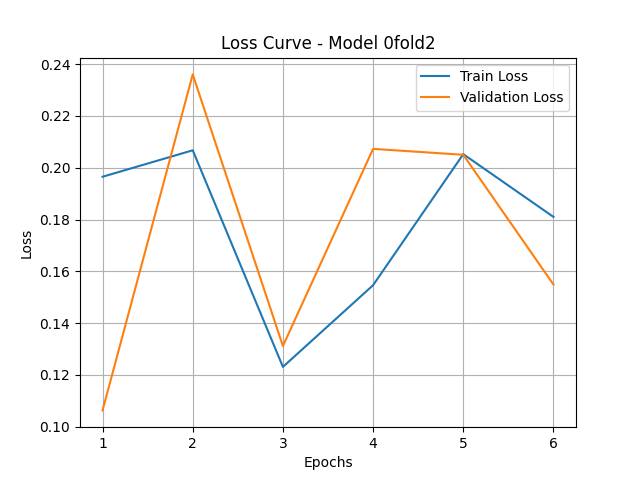 Loss Curve - Model 0fold2
Train Loss
Validation Loss
0.24
0.22
0.20
0.18
0.16
0.14
0.12
0.10
Loss
1 2 3 4 5 6
Epochs